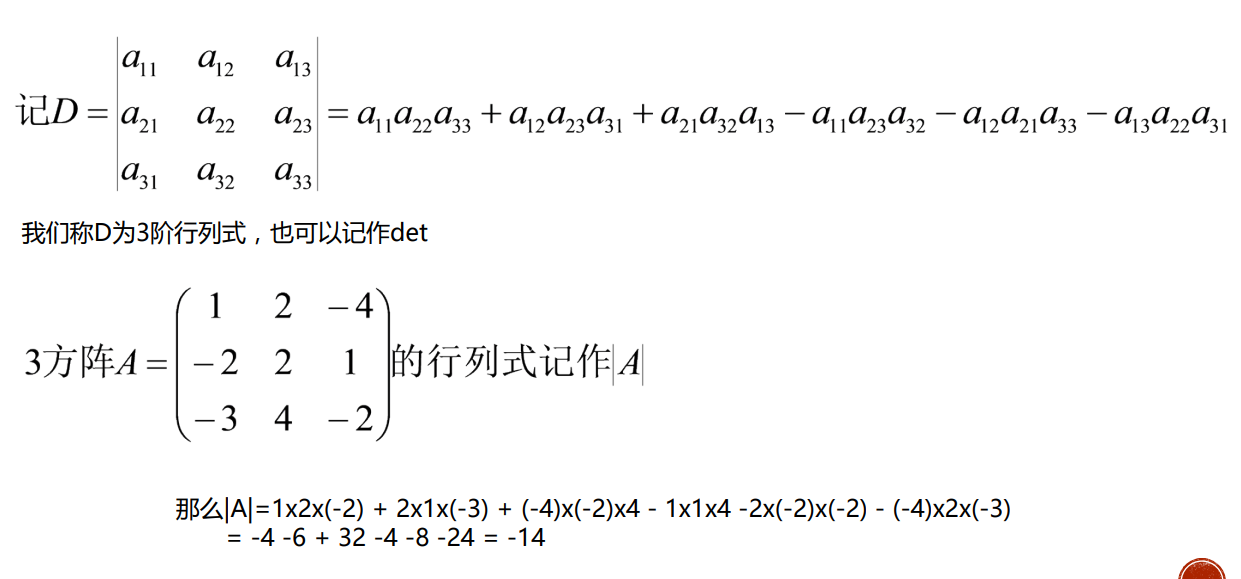 记D = | a11 a12 a13 |
| a21 a22 a23 | = a11a22a33 + a12a23a31 + a21a32a13 − a11a23a32 − a12a21a33 − a13a22a31
| a31 a32 a33 |
我们称D为3阶行列式，也可以记作det
( 1 2 −4 )
3方阵A = ( −2 2 1 ) 的行列式记作|A|
( −3 4 −2 )
那么|A|=1x2x(-2) + 2x1x(-3) + (-4)x(-2)x4 - 1x1x4 -2x(-2)x(-2) - (-4)x2x(-3)
= -4 -6 + 32 -4 -8 -24 = -14